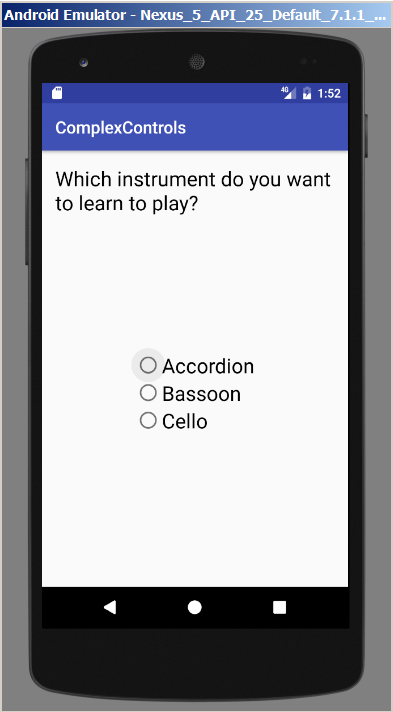 Android Emulator - Nexus_5_API_25_Default_7.1.1_...
4G 1:52
ComplexControls
Which instrument do you want
to learn to play?
Accordion
Bassoon
Cello